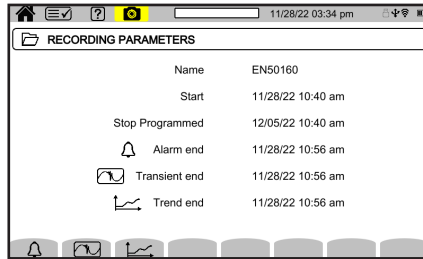 ?
11/28/22 03:34 pm
RECORDING PARAMETERS
Name EN50160
Start 11/28/22 10:40 am
Stop Programmed 12/05/22 10:40 am
Alarm end 11/28/22 10:56 am
Transient end 11/28/22 10:56 am
Trend end 11/28/22 10:56 am